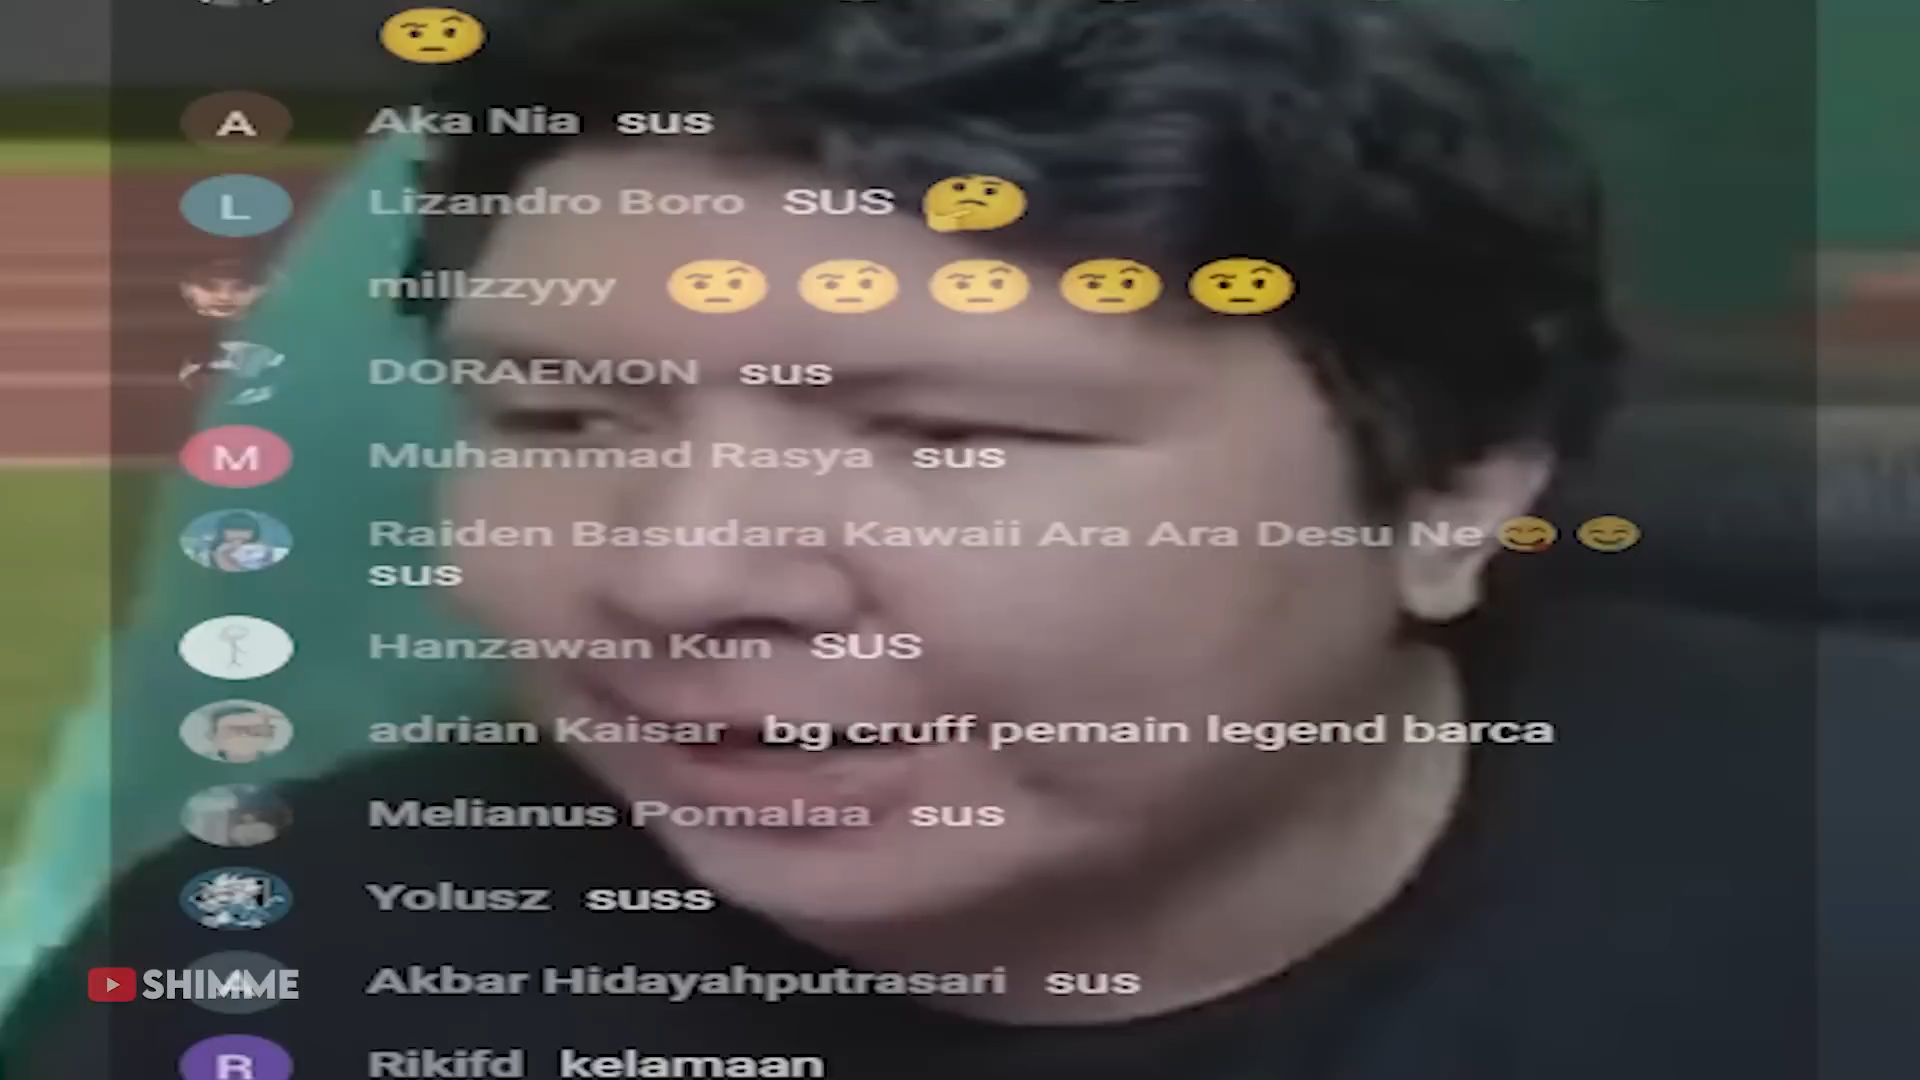 🤨
Aka Nia sus
Lizandro Boro SUS 🤔
millzzyyy 🤨 🤨 🤨 🤨 🤨
DORAEMON sus
Muhammad Rasya sus
Raiden Basudara Kawaii Ara Ara Desu Ne 😋 😊
sus
Hanzawan Kun SUS
adrian Kaisar bg cruff pemain legend barca
Melianus Pomalaa sus
Yolusz suss
Akbar Hidayahputrasari sus
Rikifd kelamaan
A
L
M
A
R
SHIMME